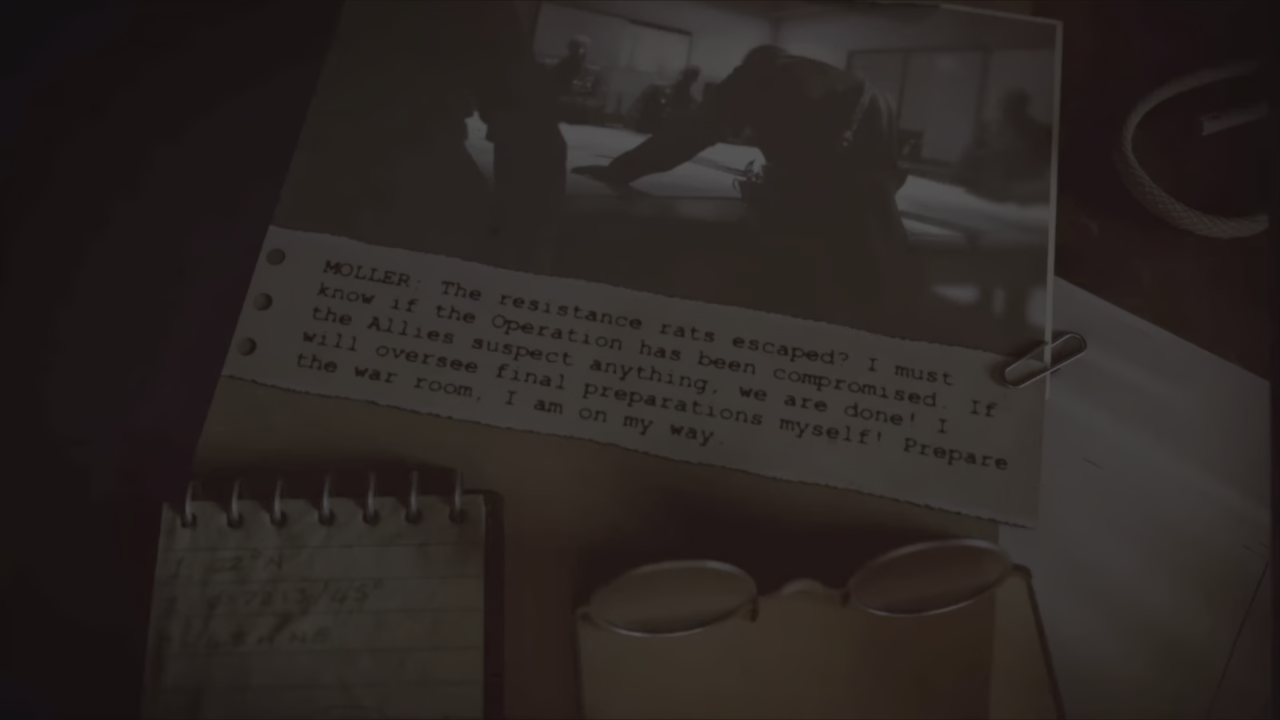 MOLLER: The resistance rats escaped? I must
know if the Operation has been compromised. If
the Allies suspect anything, we are done! I
will oversee final preparations myself! Prepare
the war room, I am on my way.